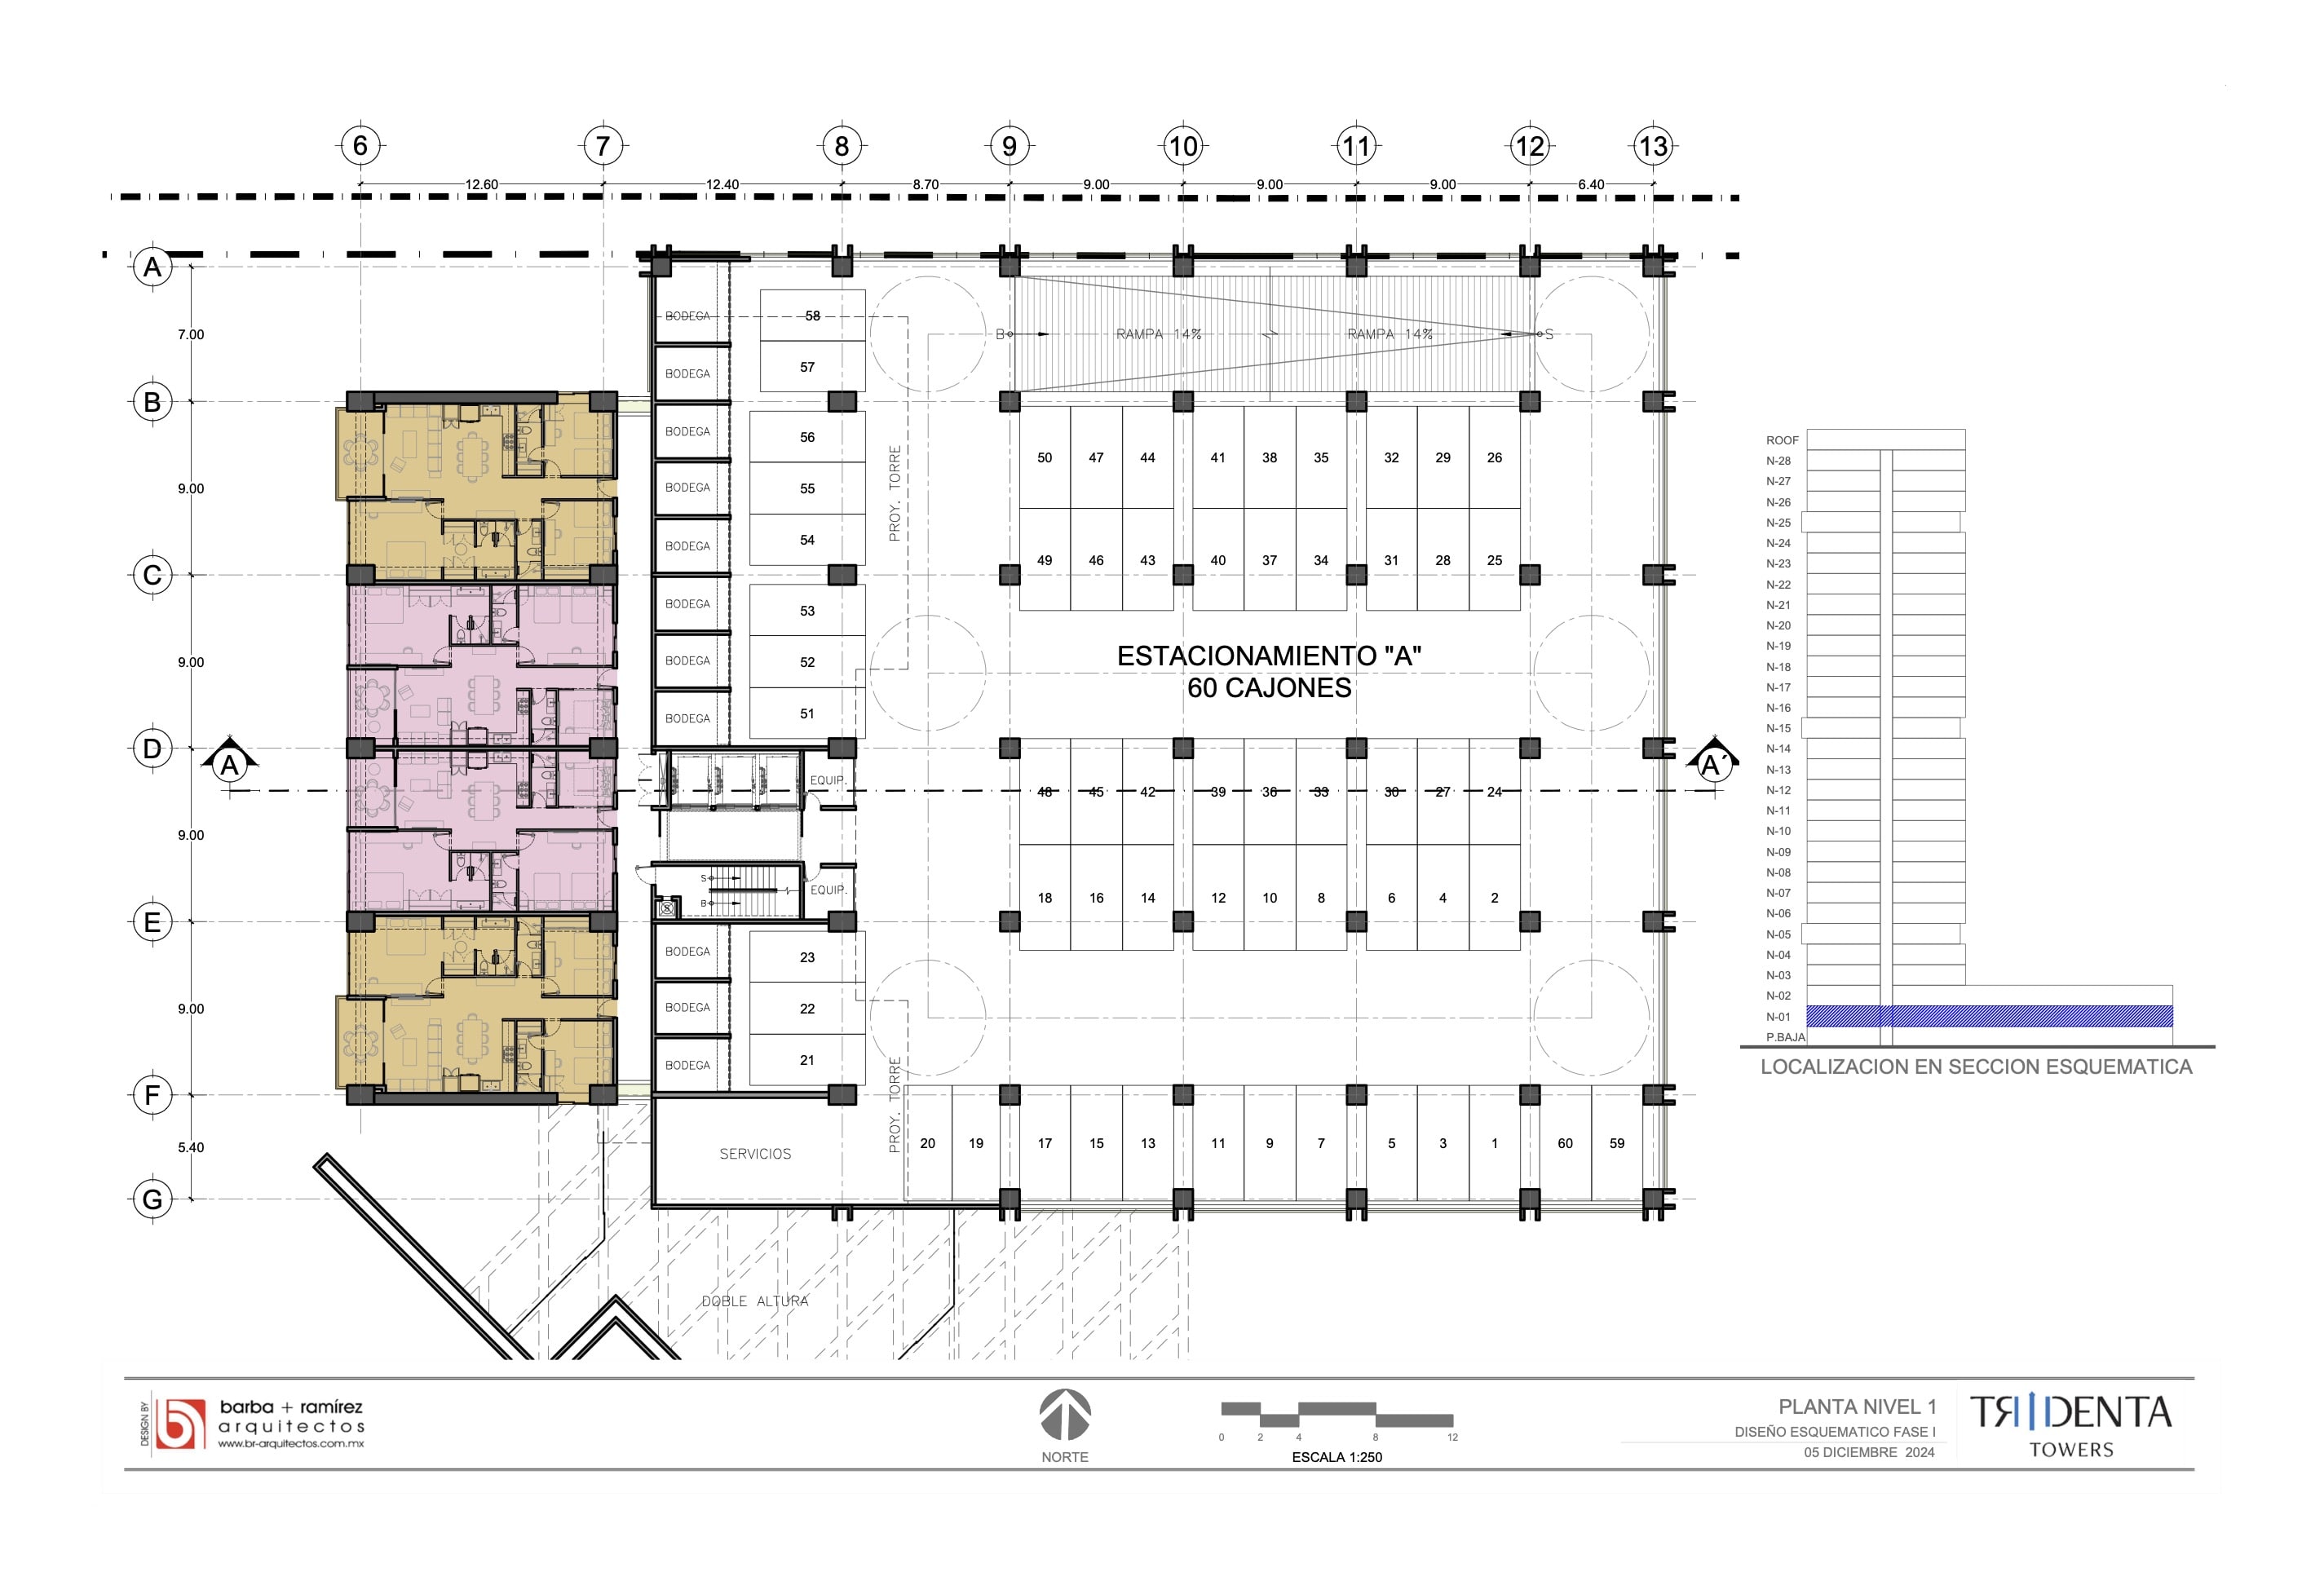 6 7 8 9 10 11 12 13
12.60 12.40 8.70 9.00 9.00 9.00 6.40
A
7.00
B
9.00
C
9.00
D
9.00
E
9.00
F
5.40
G
A
A´
BODEGA
BODEGA
BODEGA
BODEGA
BODEGA
BODEGA
BODEGA
BODEGA
58
57
56
55
54
53
52
51
PROY. TORRE
B RAMPA 14% RAMPA 14% S
50 47 44 41 38 35 32 29 26
49 46 43 40 37 34 31 28 25
ESTACIONAMIENTO "A"
60 CAJONES
EQUIP.
48 45 42 39 36 33 30 27 24
S
B
EQUIP.
18 16 14 12 10 8 6 4 2
BODEGA
BODEGA
BODEGA
23
22
21
PROY. TORRE
SERVICIOS
20 19 17 15 13 11 9 7 5 3 1 60 59
DOBLE ALTURA
ROOF
N-28
N-27
N-26
N-25
N-24
N-23
N-22
N-21
N-20
N-19
N-18
N-17
N-16
N-15
N-14
N-13
N-12
N-11
N-10
N-09
N-08
N-07
N-06
N-05
N-04
N-03
N-02
N-01
P.BAJA
LOCALIZACION EN SECCION ESQUEMATICA
DESIGN BY
barba + ramírez
arquitectos
www.br-arquitectos.com.mx
NORTE
0 2 4 8 12
ESCALA 1:250
PLANTA NIVEL 1
DISEÑO ESQUEMATICO FASE I
05 DICIEMBRE 2024
TRIDENTA
TOWERS